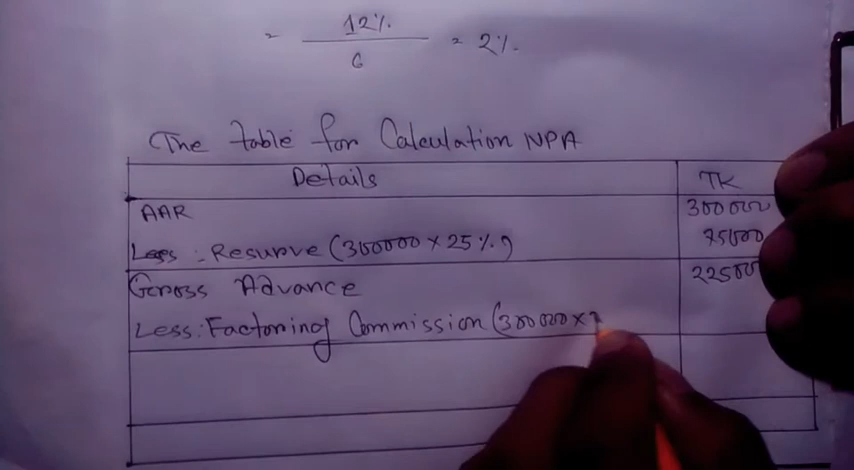 = 12% / 6 = 2%.
The table for Calculation NPA
Details TK
AAR 300000
Less : Resurve (300000 × 25%) 75000
Gross Advance 225000
Less: Factoring Commission (300000 ×